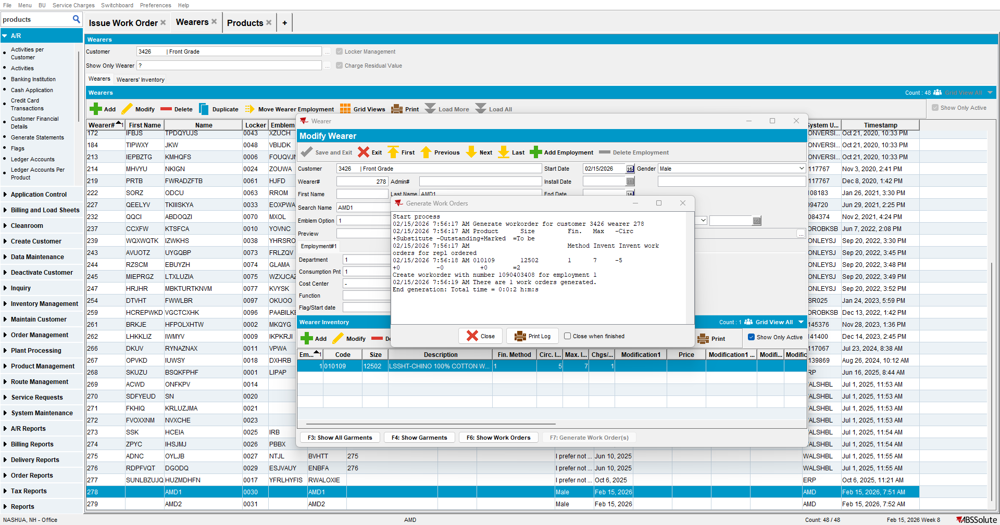 File Menu BU Service Charges Switchboard Preferences Help
products
Issue Work Order
Wearers
Products
+
A/R
Activities per
Customer
Activities
Banking Institution
Cash Application
Credit Card
Transactions
Customer Financial
Details
Generate Statements
Flags
Ledger Accounts
Ledger Accounts Per
Product
Application Control
Billing and Load Sheets
Cleanroom
Create Customer
Data Maintenance
Deactivate Customer
Inquiry
Inventory Management
Maintain Customer
Order Management
Plant Processing
Product Management
Route Management
Service Requests
System Maintenance
A/R Reports
Billing Reports
Delivery Reports
Order Reports
Tax Reports
Reports
Wearers
Customer 3426 | Front Grade ... Locker Management
Show Only Wearer ? ... Charge Residual Value
Wearers Wearers' Inventory
Wearers Count : 48 Grid View All
Add Modify Delete Duplicate Move Wearer Employment Grid Views Print Load More Load All Show Only Active
Wearer# 1 First Name Name Locker Emblem System U... Timestamp
172 IFBJS TPDQYUJS 0043 XZUCH ONVERSI... Oct 21, 2020, 10:33 PM
184 TIPWXY JKW 0048 VBIJDK ONVERSI... Oct 21, 2020, 10:33 PM
213 IEPBZTG KMHQFS 0006 FOUQVJN ONVERSI... Oct 21, 2020, 10:33 PM
214 MHVYU NKIGN 0024 ZOUWA 117767 Nov 3, 2020, 2:41 PM
219 PRTB FWRADZFTB 0061 HJFD 117767 Dec 8, 2020, 1:42 PM
222 SORZ ODCU 0063 RROM 108183 Jan 26, 2021, 3:30 PM
227 QEELYV TKIIISKYA 0033 EOXPWA 094720 Jun 29, 2021, 2:25 PM
232 QQCI ABDOQZI 0070 MXOL 084374 Nov 2, 2021, 4:24 PM
237 CCXFW KTSFCA 0010 YOVNC OROBKSB Jun 7, 2022, 2:08 PM
239 WQXWQTK IZWKHS 0038 YHRSRO ONLEYSJ Sep 20, 2022, 3:30 PM
243 AVUOTZ UYGQBP 0073 FRLZQV ONLEYSJ Sep 20, 2022, 3:45 PM
244 RZSCM EBUYZH 0074 GLAMA ONLEYSJ Sep 20, 2022, 3:48 PM
245 MIEPRGZ LTXLUZIA 0075 WZXJCAZ ONLEYSJ Sep 20, 2022, 3:49 PM
247 HRJHR MBKTURTKNVM 0077 KVYSK ONLEYSJ Sep 20, 2022, 3:52 PM
254 DTVHT FWWLBR 0097 OKUOO SR025 Jan 24, 2023, 5:59 PM
259 HCREPWKD VGCTCXHK 0096 PAABILKE OROBKSB Dec 13, 2022, 1:42 PM
261 BRKJE HFPOLXHTW 0002 MKQYG 145376 Nov 28, 2023, 1:36 PM
262 LHKKLIZ IWMYV 0009 IKPKRJI 141400 Dec 14, 2023, 2:45 PM
266 DKUV RYNAZNAX 0011 VPWA 117067 Jul 23, 2024, 8:38 AM
267 OPVKD IUWSY 0018 DXHRB 139869 Aug 26, 2024, 10:12 AM
268 SKUZU BSQKFPHF 0001 LIPAP RP Jun 16, 2025, 8:44 AM
269 ACWD ONFKPV 0014 ALSHBL Jul 1, 2025, 11:53 AM
270 SDFYEUD SN 0020 ALSHBL Jul 1, 2025, 11:53 AM
271 FKHIQ KRLUZJMA 0021 ALSHBL Jul 1, 2025, 11:53 AM
272 FVOXXNM NVXCHE 0023 ALSHBL Jul 1, 2025, 11:53 AM
273 SSK HCEIA 0025 IRB ALSHBL Jul 1, 2025, 11:54 AM
274 ZPYC IHSJMJ 0026 PBBX ALSHBL Jul 1, 2025, 11:54 AM
275 ADNC OYLJB 0027 NTJL BVHTT 275 I prefer not ... Jun 10, 2025 WALSHBL Jul 1, 2025, 11:55 AM
276 RDPFVQT DGODQ 0029 ESJVAUY ENBFA 276 I prefer not ... Jun 10, 2025 WALSHBL Jul 1, 2025, 11:55 AM
277 SUNLBZUJQ HUZMDHFN 0017 YFRLHYFIS RWALOXIE I prefer not ... Oct 6, 2025 ERP Oct 6, 2025, 11:21 AM
278 AMD1 0030 AMD1 Male Feb 15, 2026 AMD Feb 15, 2026, 7:51 AM
279 AMD2 0031 AMD2 Male Feb 15, 2026 AMD Feb 15, 2026, 7:52 AM
Wearer
Modify Wearer
Save and Exit Exit First Previous Next Last Add Employment Delete Employment
Customer 3426 | Front Grade Start Date 02/15/2026 16 Gender Male
Wearer# 278 Admin# Install Date 16
First Name Last Name AMD1 End Date 16
Search Name AMD1
Emblem Option 1 16
Preview ...
Employment#1
Department 1
Consumption Pnt 1
Cost Center -
Function
Flag/Start date
Generate Work Orders
Start process
02/15/2026 7:56:17 AM Generate workorder for customer 3426 wearer 278
02/15/2026 7:56:17 AM Product Size Fin. Max -Circ
+Substitute -Outstanding+Marked =To be
02/15/2026 7:56:17 AM Method Invent Invent work
orders for repl ordered
02/15/2026 7:56:18 AM 010109 12502 1 7 -5
+0 -0 +0 =2
Create workorder with number 1090403408 for employment 1
02/15/2026 7:56:19 AM There are 1 work orders generated.
End generation: Total time = 0:0:2 h:m:s
Close Print Log Close when finished
Wearer Inventory Count : 1 Grid View All
Add Modify De Print Show Only Active
Em... 1 Code Size Description Fin. Method Circ. I... Max. I... Chgs/... Modification1 Price Modification1 ... Modifi... Modific
1 010109 12502 LSSHT-CHINO 100% COTTON W... 1 5 7 1
F3: Show All Garments F4: Show Garments F6: Show Work Orders F7: Generate Work Order(s)
NASHUA, NH - Office AMD Count: 48 / 48 Feb 15, 2026 Week 8 ABSSolute